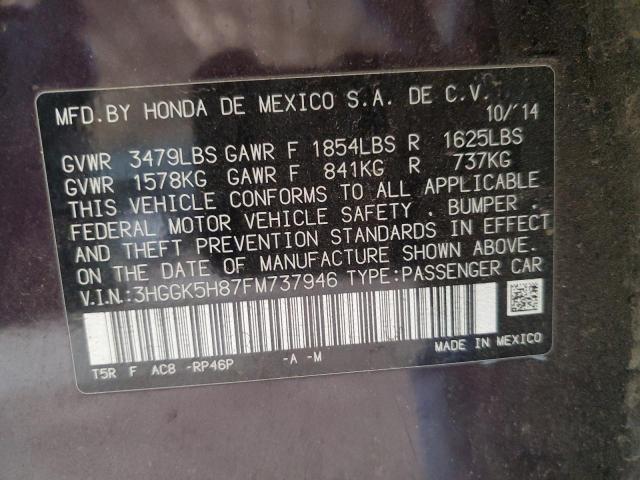 MFD.BY HONDA DE MEXICO S.A. DE C.V.
10/'14
GVWR 3479LBS GAWR F 1854LBS R 1625LBS
GVWR 1578KG GAWR F 841KG R 737KG
THIS VEHICLE CONFORMS TO ALL APPLICABLE
FEDERAL MOTOR VEHICLE SAFETY , BUMPER ,
AND THEFT PREVENTION STANDARDS IN EFFECT
ON THE DATE OF MANUFACTURE SHOWN ABOVE.
V.I.N.:3HGGK5H87FM737946 TYPE:PASSENGER CAR
T5R F AC8 -RP46P -A -M MADE IN MEXICO